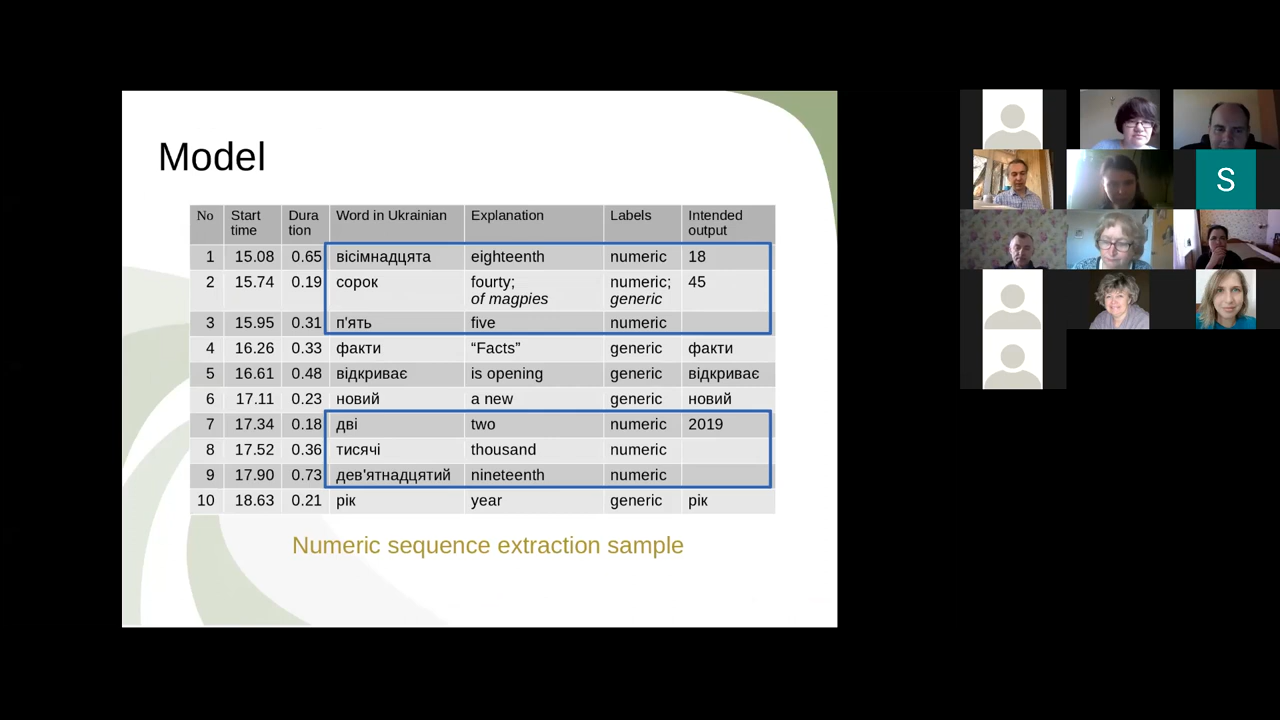 Model
No Start time Dura tion Word in Ukrainian Explanation Labels Intended output
1 15.08 0.65 вісімнадцята eighteenth numeric 18
2 15.74 0.19 сорок fourty; of magpies numeric; generic 45
3 15.95 0.31 п'ять five numeric
4 16.26 0.33 факти “Facts” generic факти
5 16.61 0.48 відкриває is opening generic відкриває
6 17.11 0.23 новий a new generic новий
7 17.34 0.18 дві two numeric 2019
8 17.52 0.36 тисячі thousand numeric
9 17.90 0.73 дев'ятнадцятий nineteenth numeric
10 18.63 0.21 рік year generic рік
Numeric sequence extraction sample
S